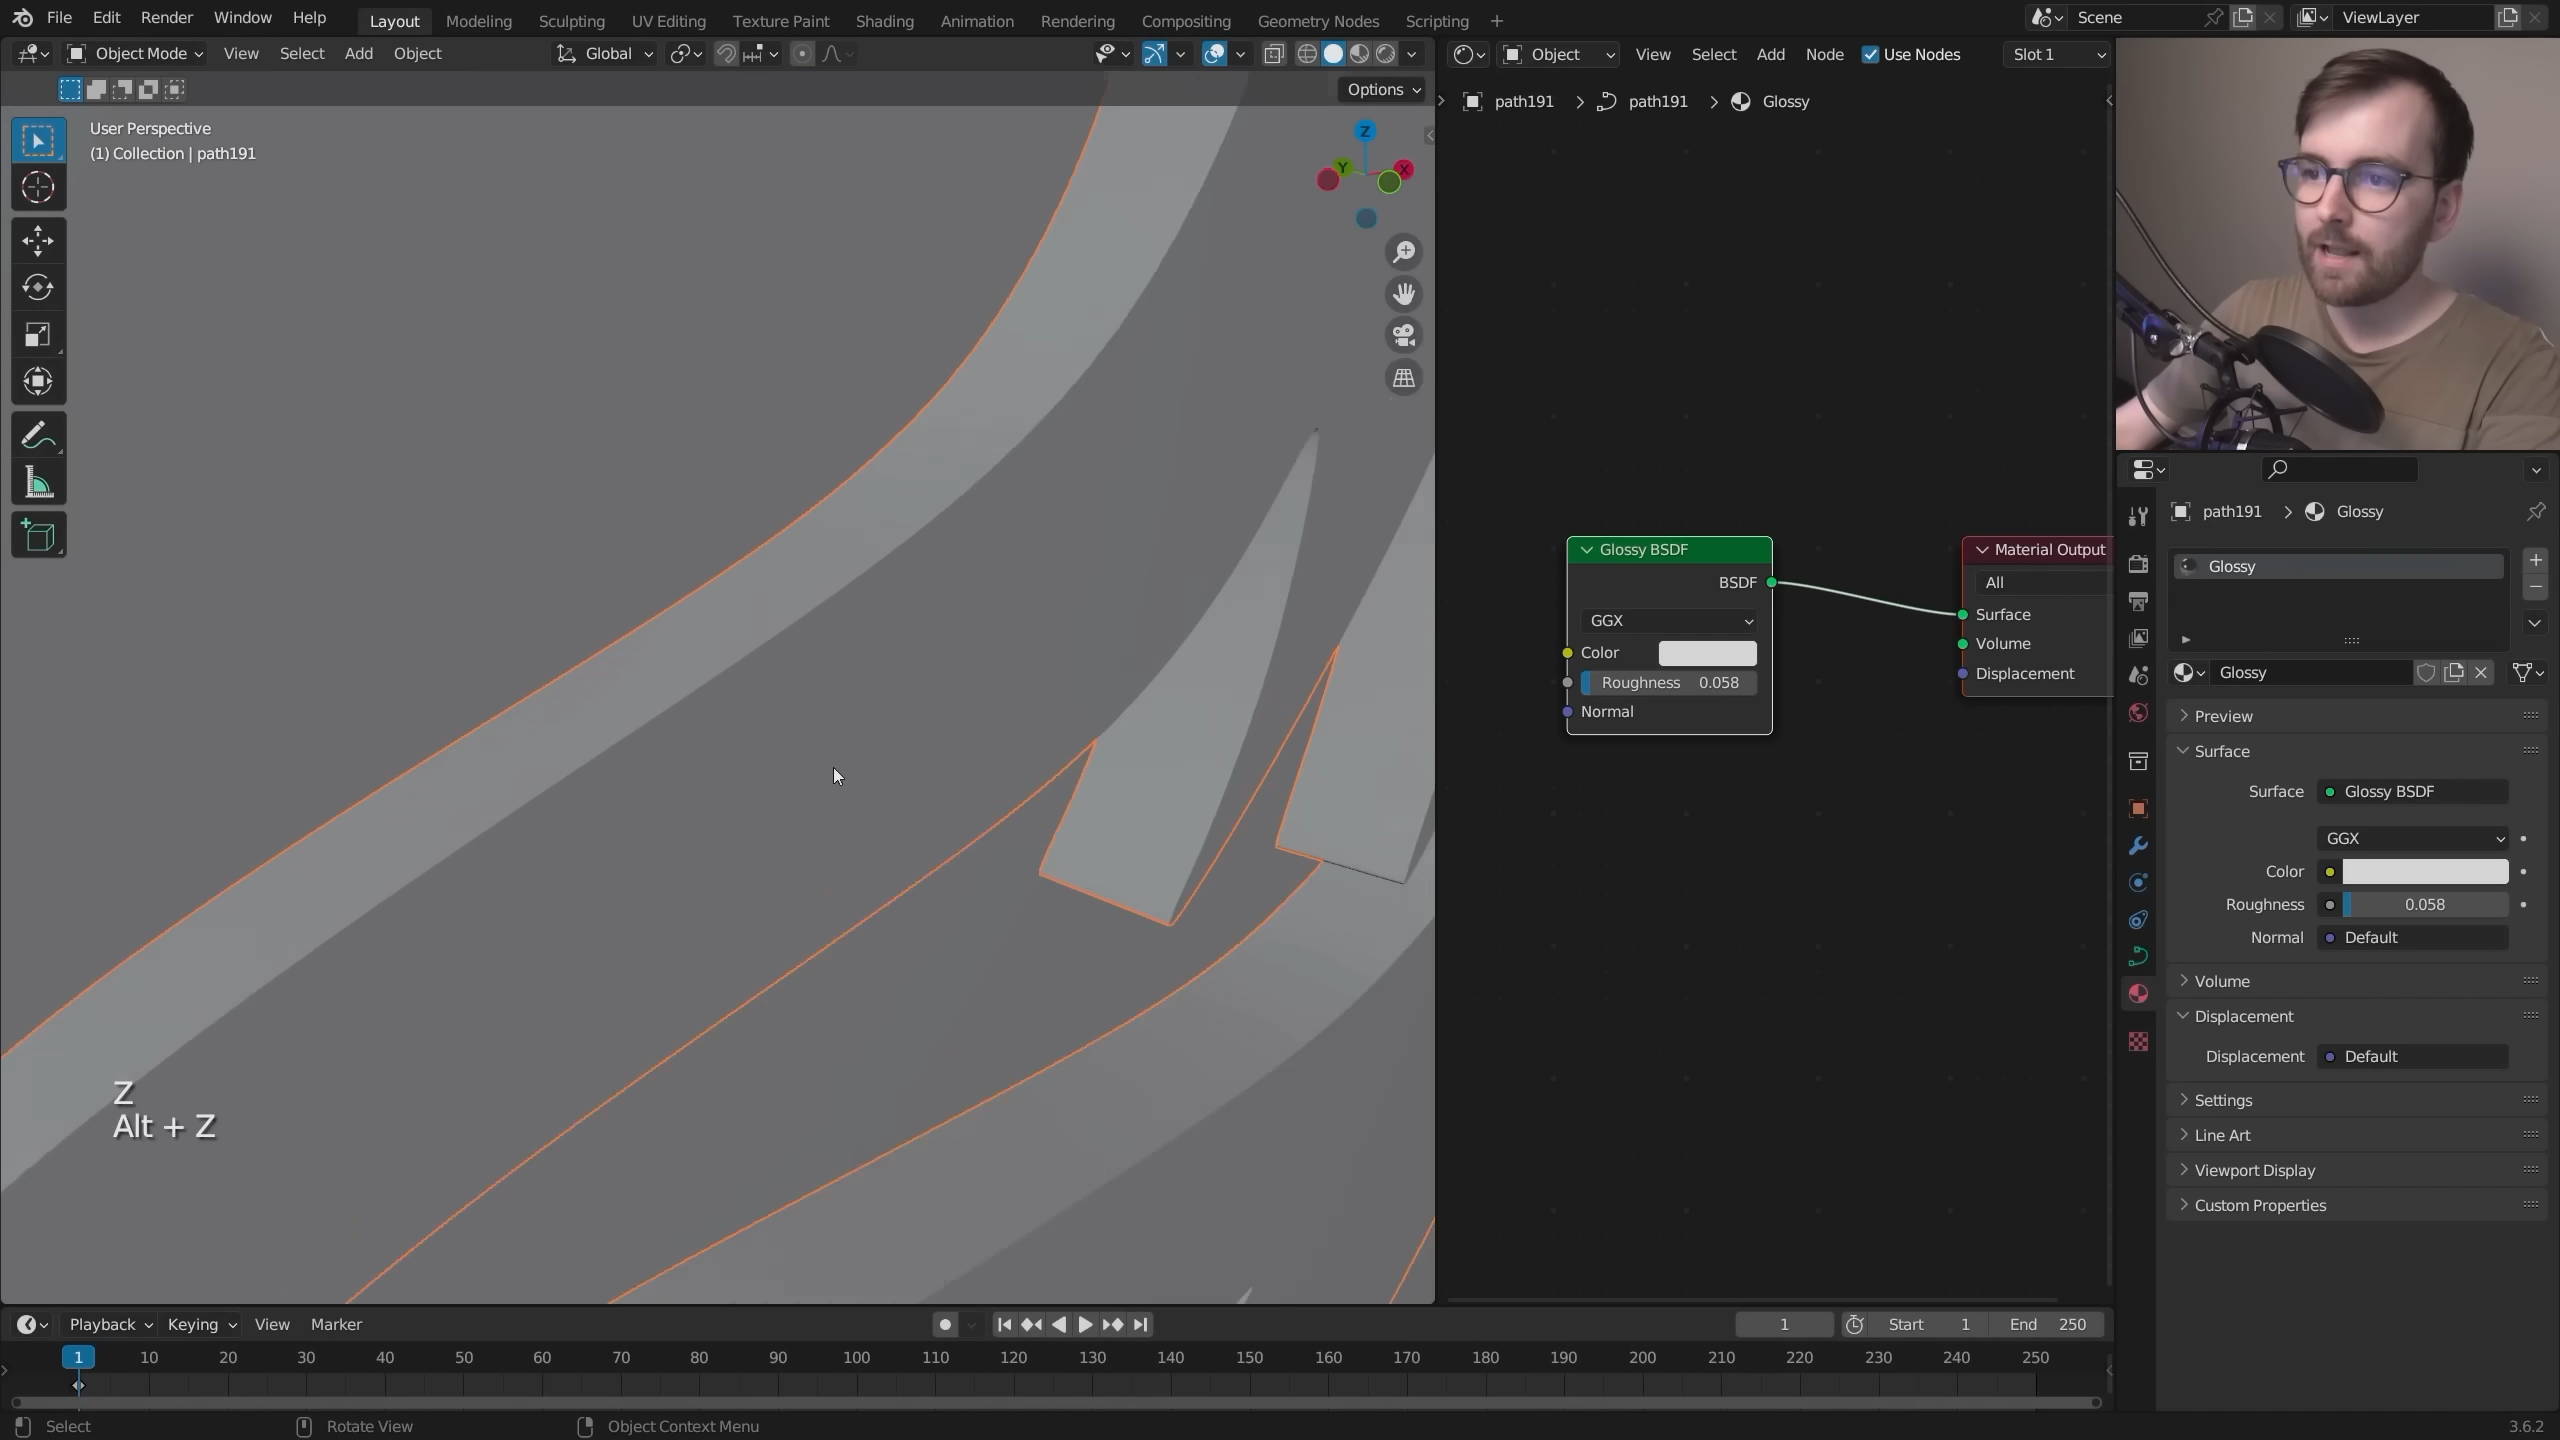 File Edit Render Window Help
Layout Modeling Sculpting UV Editing Texture Paint Shading Animation Rendering Compositing Geometry Nodes Scripting +
Scene
ViewLayer
Object Mode View Select Add Object
Global
Options
User Perspective
(1) Collection | path191
Z
Y
X
Z
Alt + Z
Object View Select Add Node Use Nodes Slot 1
path191 > path191 > Glossy
Glossy BSDF
BSDF
GGX
Color
Roughness 0.058
Normal
Material Output
All
Surface
Volume
Displacement
path191 > Glossy
Glossy
Glossy
Preview
Surface
Surface Glossy BSDF
GGX
Color
Roughness 0.058
Normal Default
Volume
Displacement
Displacement Default
Settings
Line Art
Viewport Display
Custom Properties
Playback Keying View Marker
1 Start 1 End 250
1 10 20 30 40 50 60 70 80 90 100 110 120 130 140 150 160 170 180 190 200 210 220 230 240 250
Select Rotate View Object Context Menu 3.6.2